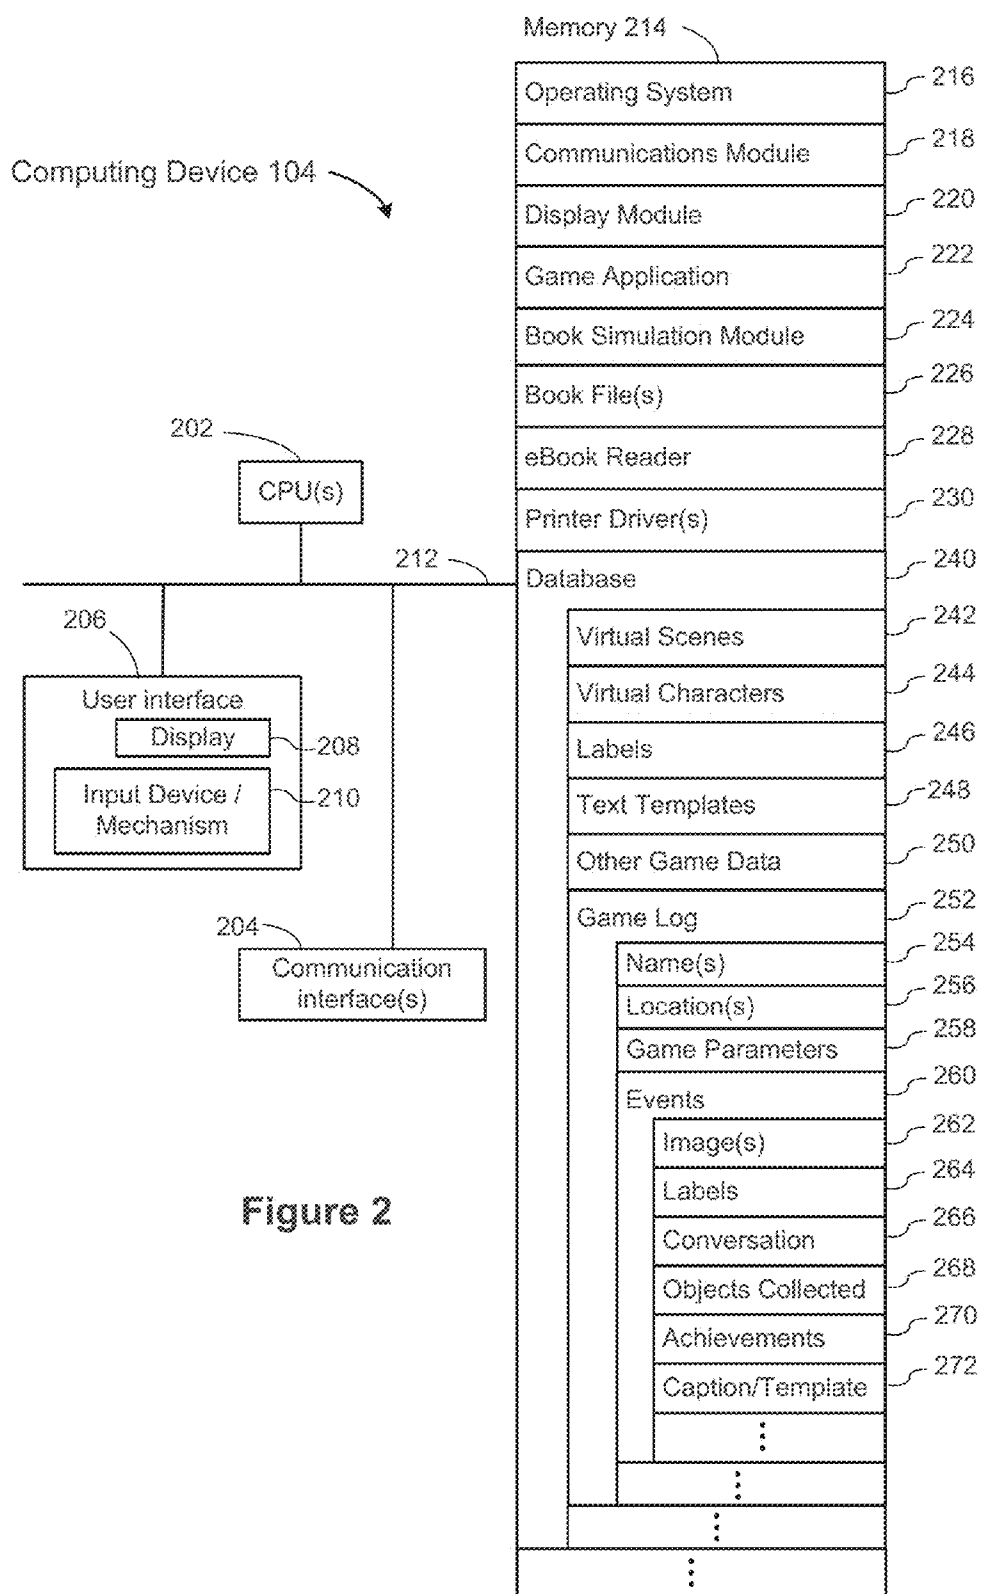 Memory 214
Operating System
216
Communications Module
218
Computing Device 104
Display Module
220
Game Application
222
Book Simulation Module
224
Book File(s)
226
eBook Reader
228
Printer Driver(s)
230
202
CPU(s)
212
Database
240
Virtual Scenes
242
Virtual Characters
244
Labels
246
Text Templates
248
Other Game Data
250
206
User interface
Display
208
Input Device /
Mechanism
210
204
Communication
interface(s)
Game Log
252
Name(s)
254
Location(s)
256
Game Parameters
258
Events
260
Image(s)
262
Labels
264
Conversation
266
Objects Collected
268
Achievements
270
Caption/Template
272
Figure 2